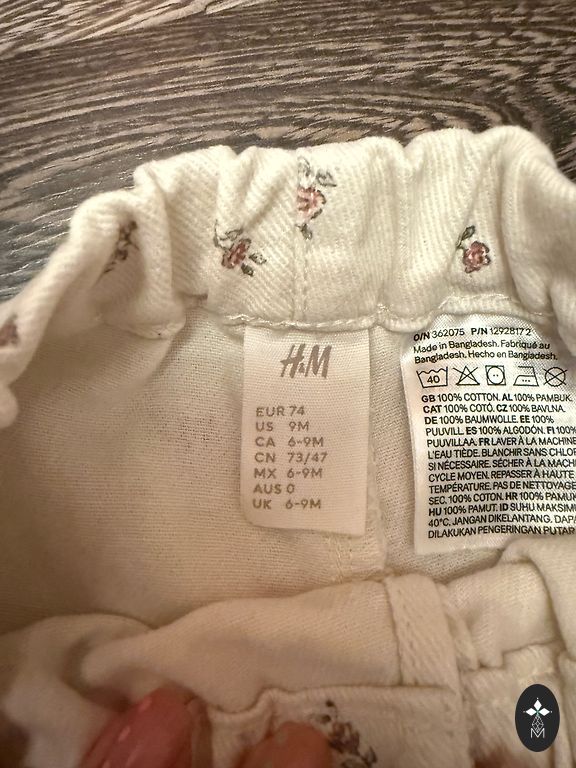 H&M
EUR 74
US 9M
CA 6-9M
CN 73/47
MX 6-9M
AUS 0
UK 6-9M
O/N 362075 P/N 1292817 2
Made in Bangladesh. Fabriqué au
Bangladesh. Hecho en Bangladesh.
40
GB 100% COTTON. AL 100% PAMBUK.
CAT 100% COTÓ. CZ 100% BAVLNA.
DE 100% BAUMWOLLE. EE 100%
PUUVILL. ES 100% ALGODÓN. FI 100%
PUUVILLAA. FR LAVER À LA MACHINE
L'EAU TIÈDE. BLANCHIR SANS CHLOR
SI NÉCESSAIRE. SÉCHER À LA MACH
CYCLE MOYEN. REPASSER À HAUTE
TEMPÉRATURE. PAS DE NETTOYAGE
SEC. 100% COTON. HR 100% PAMUK
HU 100% PAMUT. ID SUHU MAKSIMU
40°C. JANGAN DIKELANTANG. DAPA
DILAKUKAN PENGERINGAN PUTAR
M